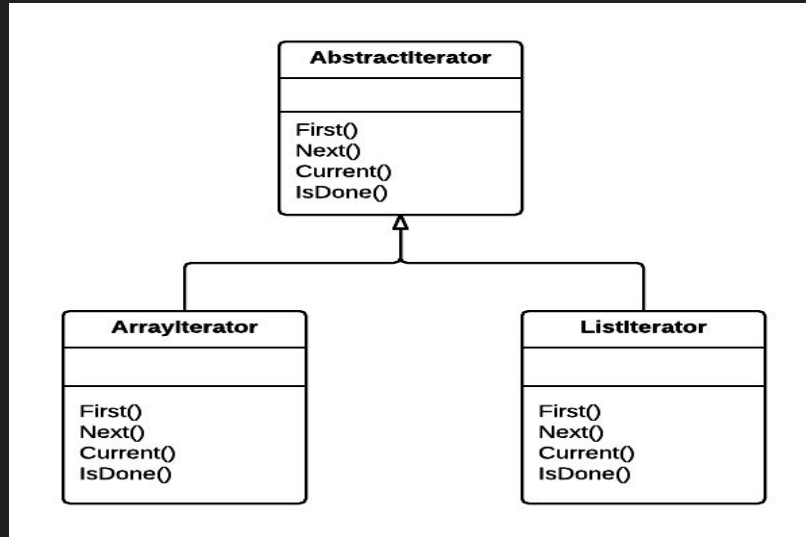 AbstractIterator
First()
Next()
Current()
IsDone()
ArrayIterator
First()
Next()
Current()
IsDone()
ListIterator
First()
Next()
Current()
IsDone()